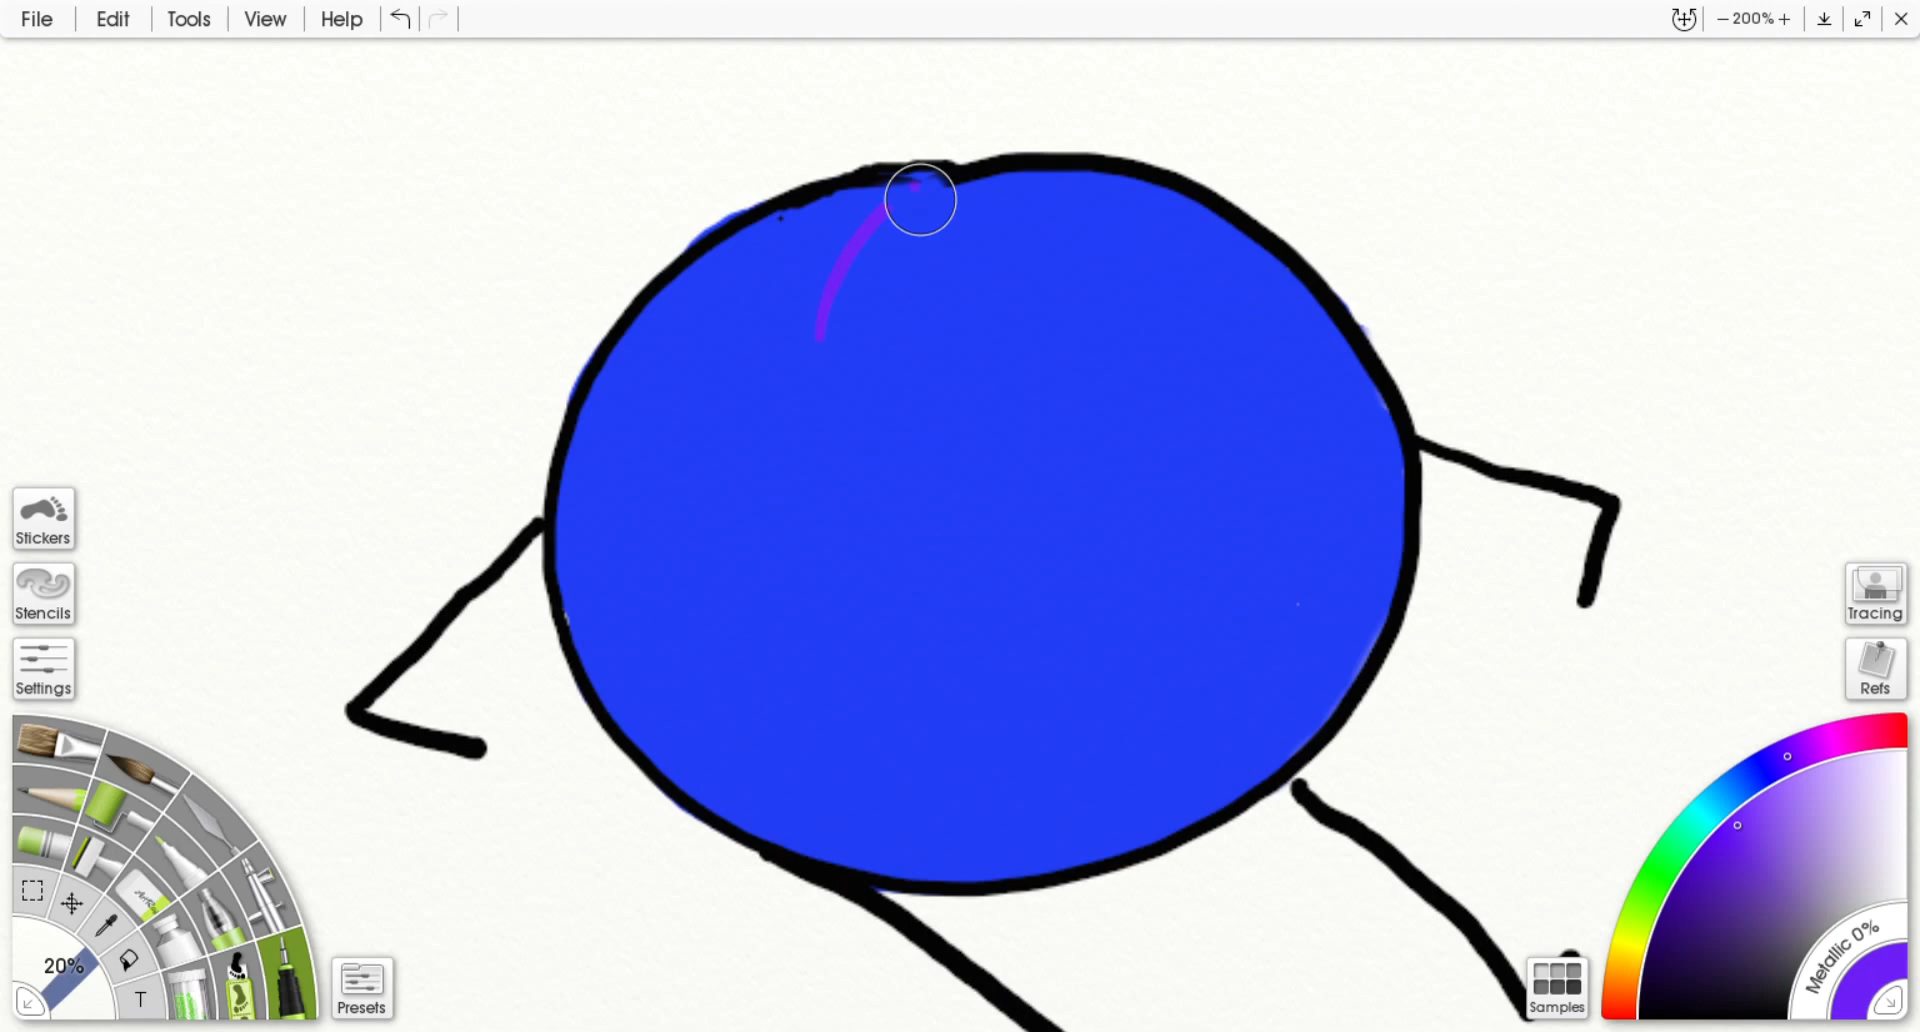 File Edit Tools View Help
200%
Stickers
Stencils
Settings
Tracing
Refs
20%
T
Presets
Samples
Metallic 0%